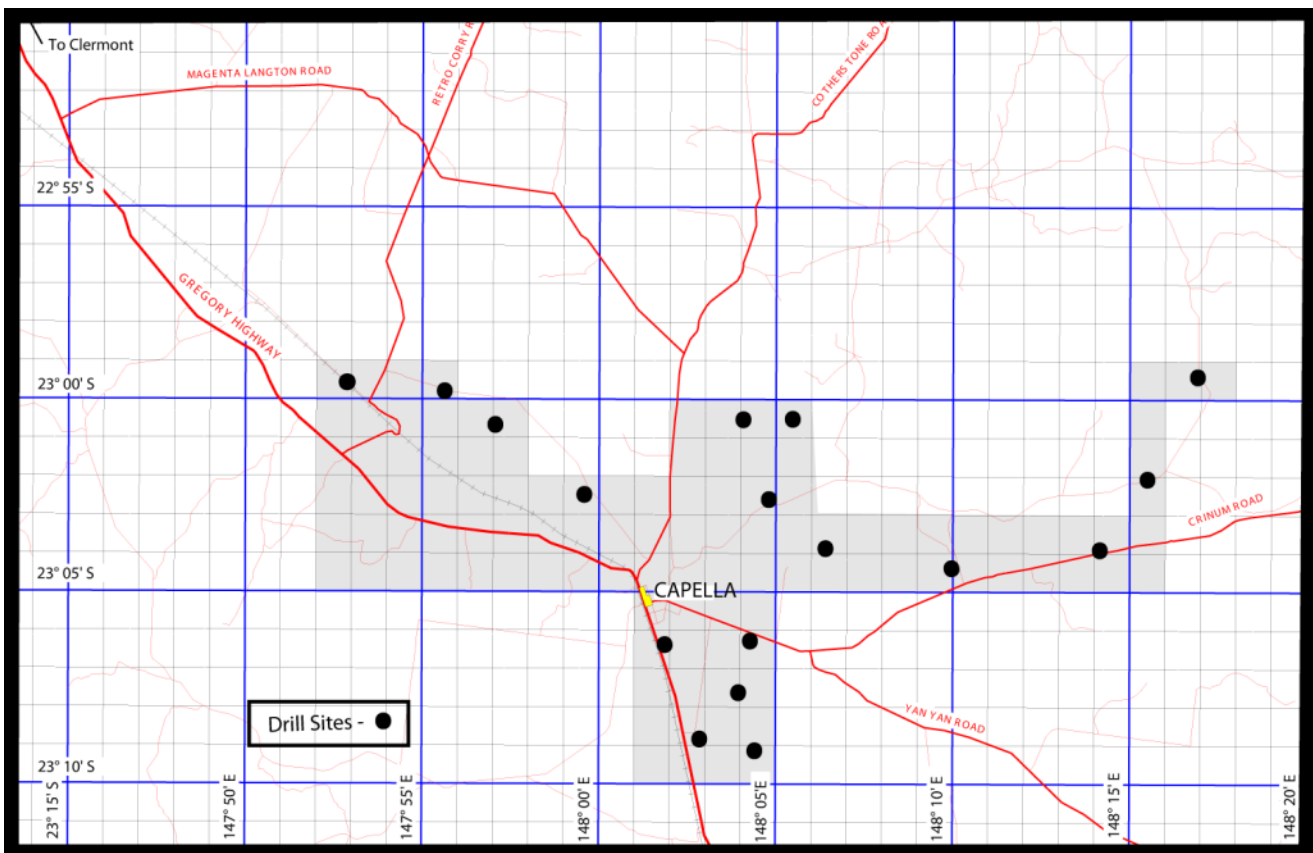 To Clermont
MAGENTA LANGTON ROAD
RETRO CORRY R
COTHERS TONE ROA
22° 55' S
GREGORY HIGHWAY
23° 00' S
CRINUM ROAD
23° 05' S
CAPELLA
Drill Sites -
YAN YAN ROAD
23° 10' S
23° 15' S
147° 50' E
147° 55' E
148° 00' E
148° 05'E
148° 10' E
148° 15' E
148° 20' E